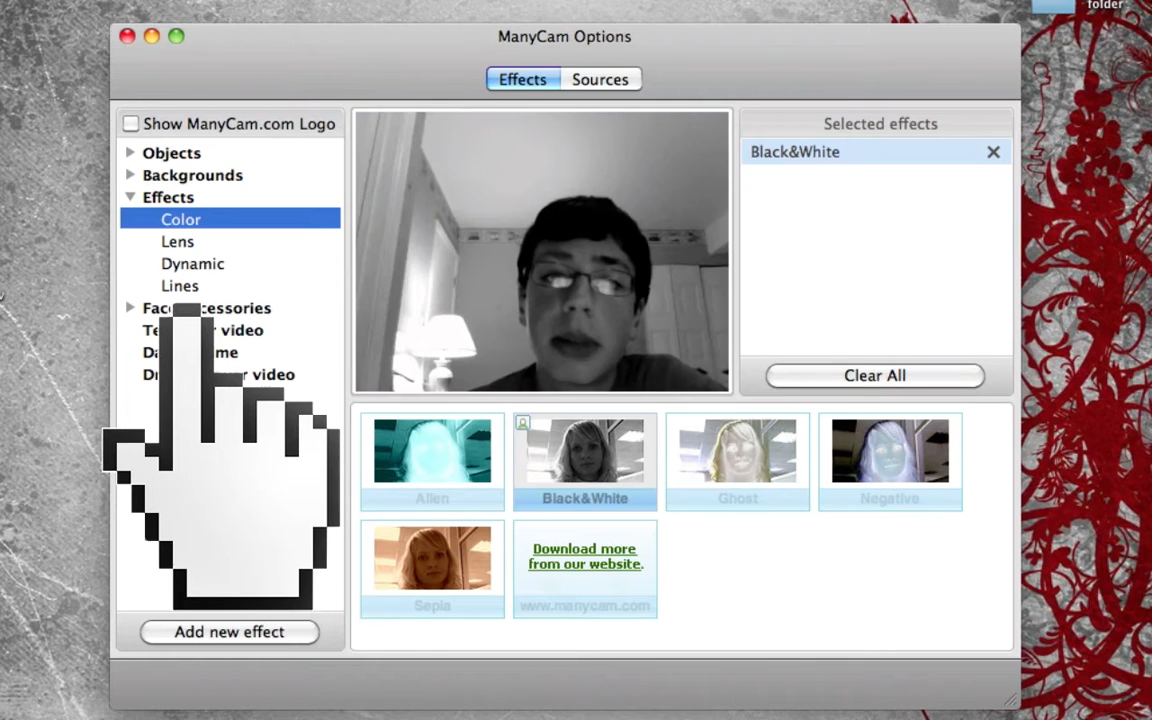 folder
ManyCam Options
Effects
Sources
Show ManyCam.com Logo
Objects
Backgrounds
Effects
Color
Lens
Dynamic
Lines
video
me
video
Add new effect
Selected effects
Black&White
Clear All
Alien
Black&White
Ghost
Negative
Sepia
Download more
from our website.
www.manycam.com